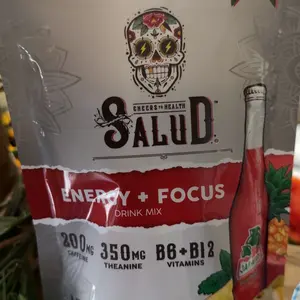 CHEERS TO HEALTH
SALUD
ENERGY + FOCUS
DRINK MIX
200MG 350MG B6+B12
CAFFEINE THEANINE VITAMINS